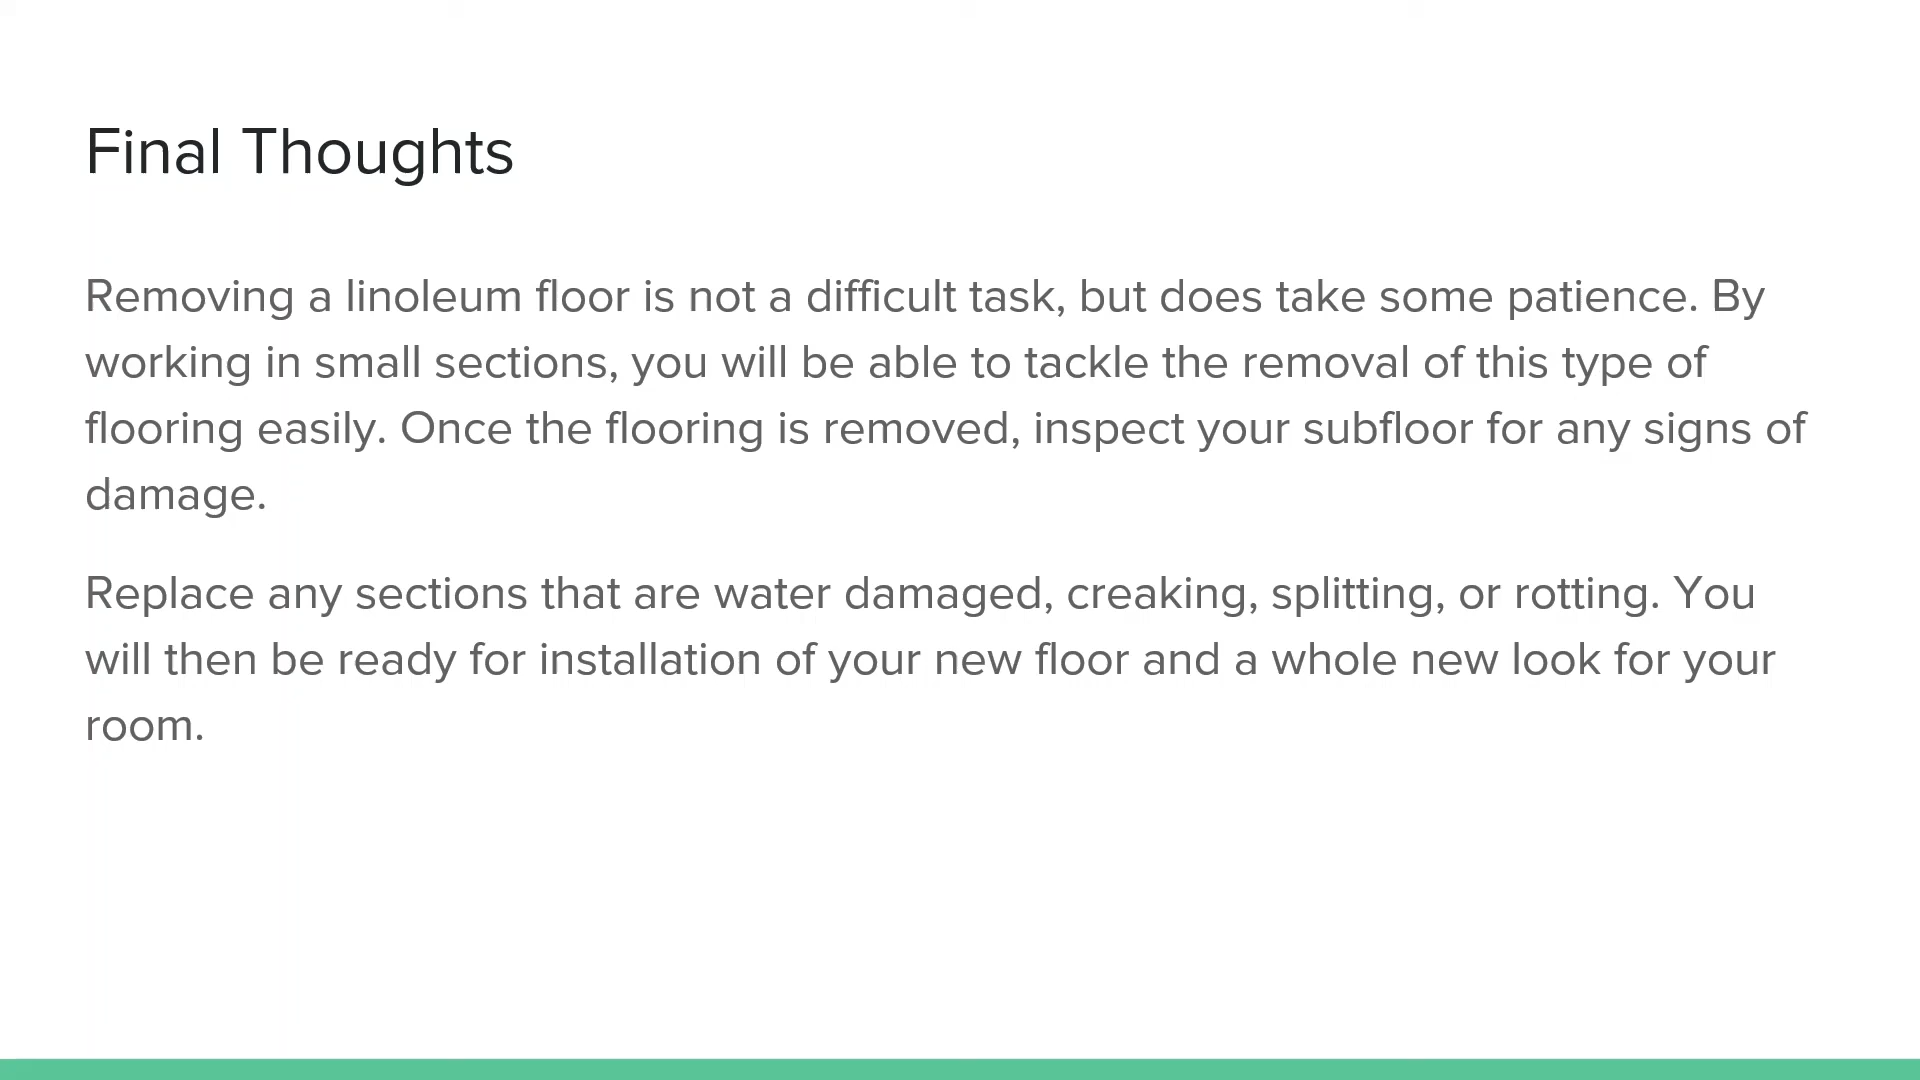 Final Thoughts
Removing a linoleum floor is not a difficult task, but does take some patience. By
working in small sections, you will be able to tackle the removal of this type of
flooring easily. Once the flooring is removed, inspect your subfloor for any signs of
damage.
Replace any sections that are water damaged, creaking, splitting, or rotting. You
will then be ready for installation of your new floor and a whole new look for your
room.